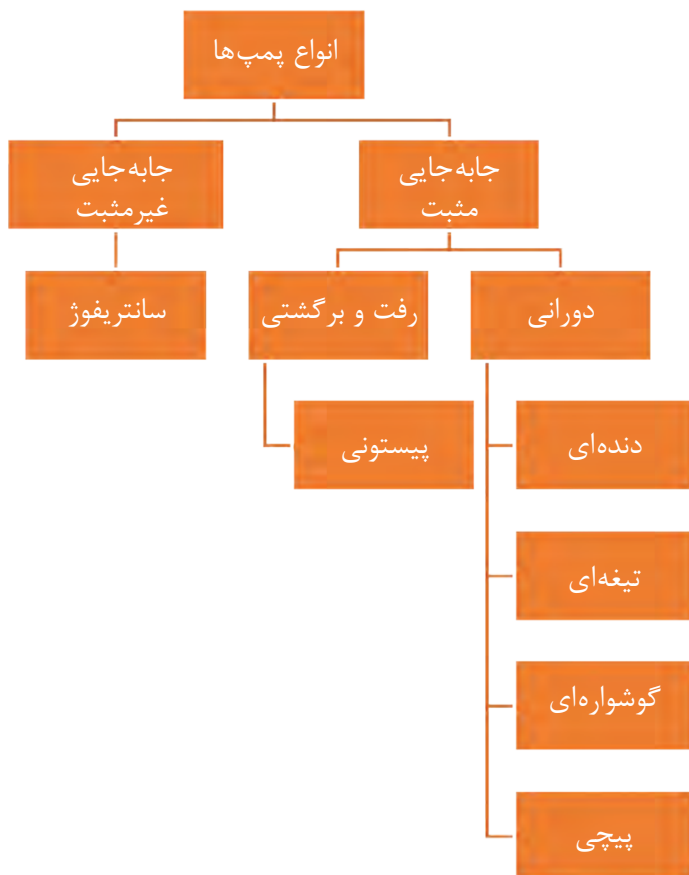 انواع پمپ‌ها
جابه‌جایی
مثبت
جابه‌جایی
غیرمثبت
دورانی
رفت و برگشتی
سانتریفوژ
دنده‌ای
پیستونی
تیغه‌ای
گوشواره‌ای
پیچی